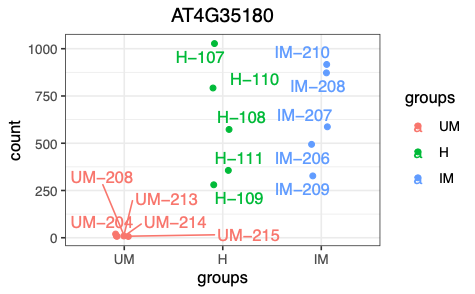 AT4G35180
count
1000
750
500
250
0
H–107
IM–210
H–110
IM–208
H–108
IM–207
H–111
IM–206
UM–208
IM–209
UM–213
H–109
UM–204
UM–214
UM–215
UM
H
IM
groups
groups
a UM
a H
a IM